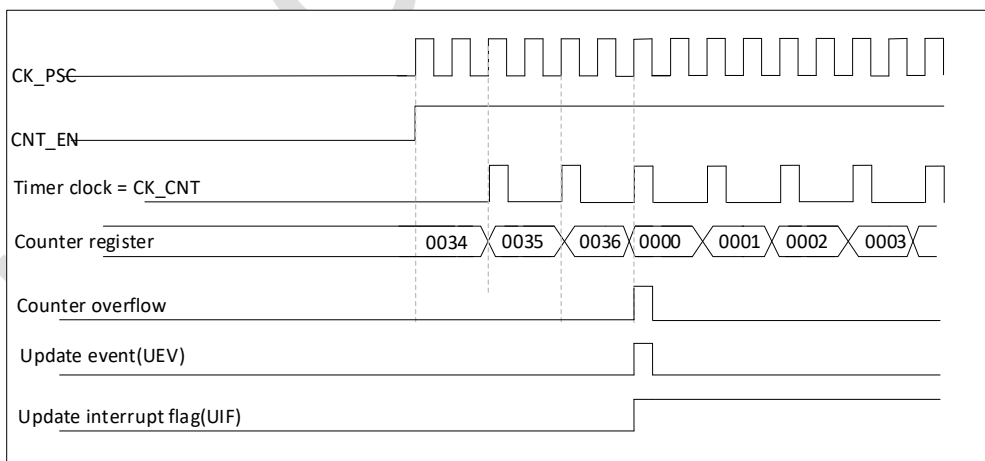 CK_PSC
CNT_EN
Timer clock = CK_CNT
Counter register 0034 0035 0036 0000 0001 0002 0003
Counter overflow
Update event(UEV)
Update interrupt flag(UIF)